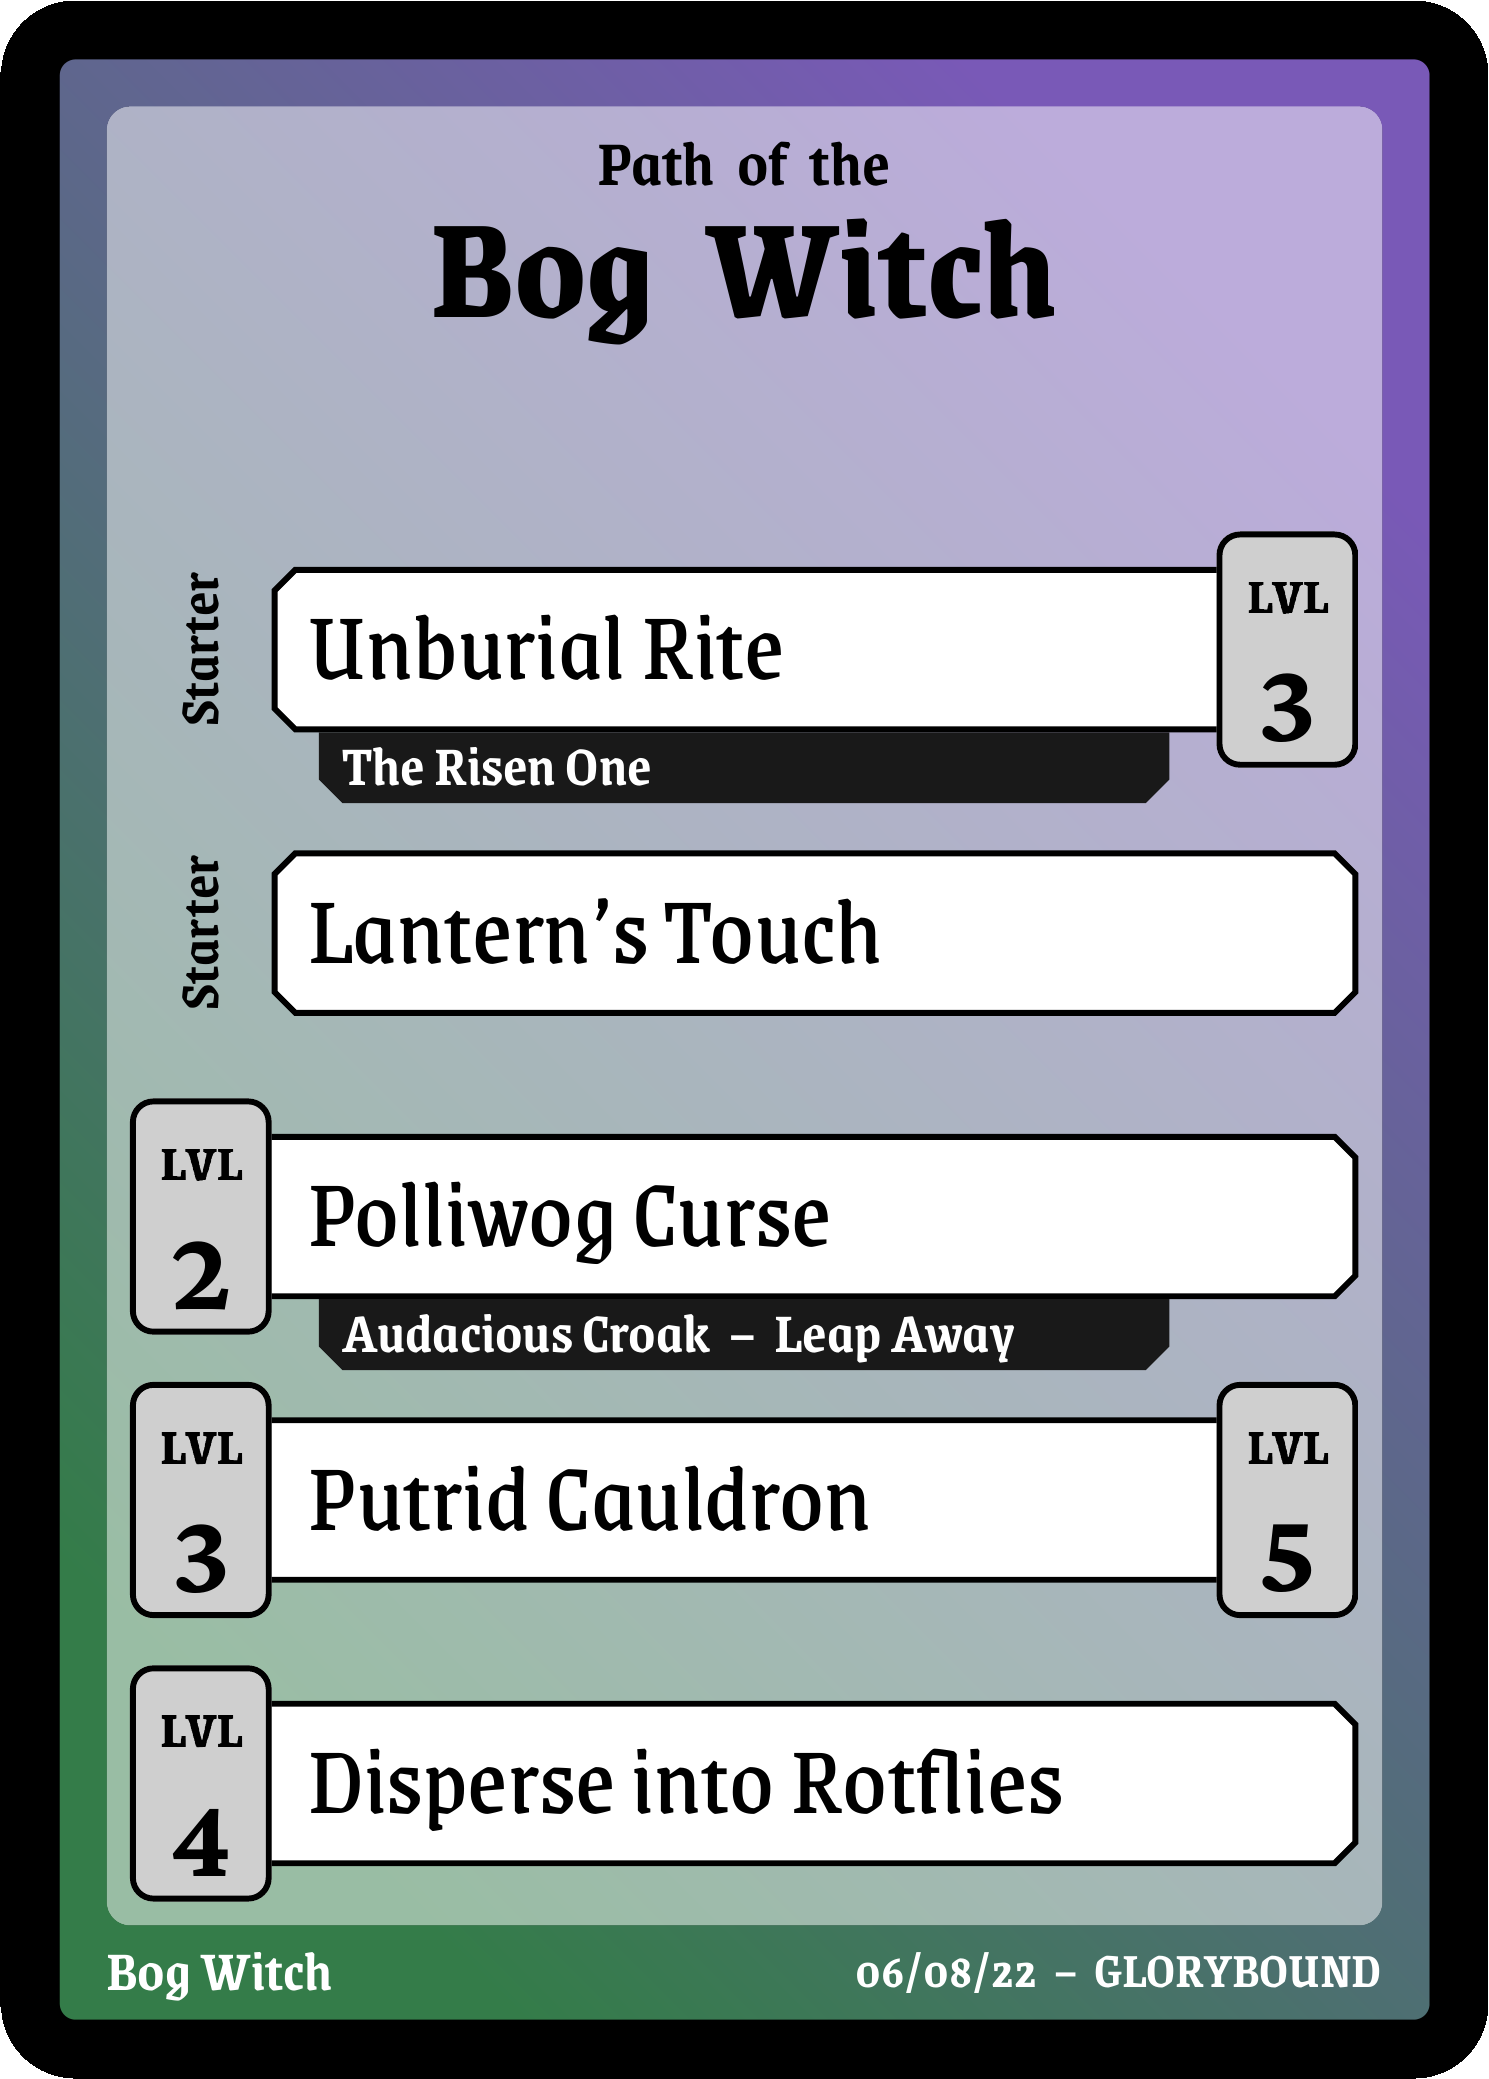 Path of the
Bog Witch
Starter
Unburial Rite
LVL
3
The Risen One
Starter
Lantern’s Touch
LVL
2
Polliwog Curse
Audacious Croak – Leap Away
LVL
3
Putrid Cauldron
LVL
5
LVL
4
Disperse into Rotflies
Bog Witch
06/08/22 – GLORYBOUND